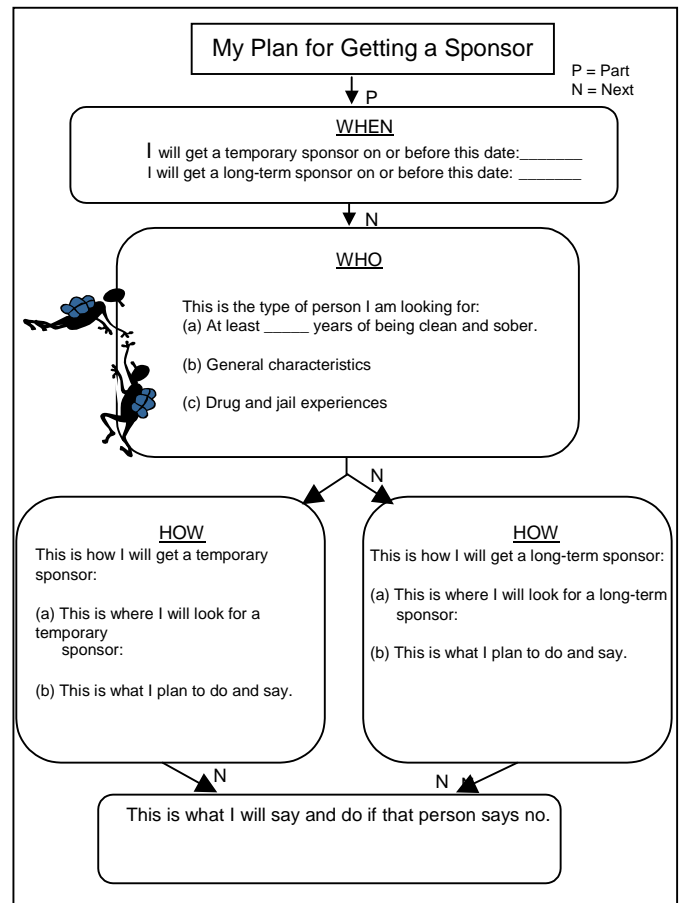 My Plan for Getting a Sponsor
P = Part
N = Next
P
WHEN
I will get a temporary sponsor on or before this date:_______
I will get a long-term sponsor on or before this date: _______
N
WHO
This is the type of person I am looking for:
(a) At least _____ years of being clean and sober.
(b) General characteristics
(c) Drug and jail experiences
N
HOW
This is how I will get a temporary
sponsor:
(a) This is where I will look for a
temporary
sponsor:
(b) This is what I plan to do and say.
HOW
This is how I will get a long-term sponsor:
(a) This is where I will look for a long-term
sponsor:
(b) This is what I plan to do and say.
N
N
This is what I will say and do if that person says no.